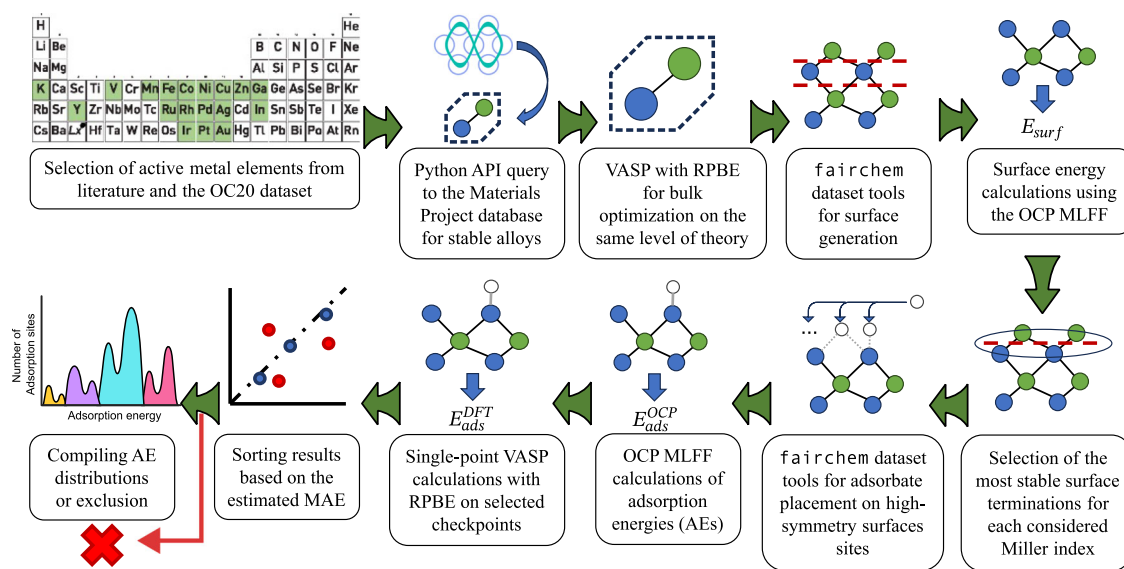 H He
Li Be B C N O F Ne
Na Mg Al Si P S Cl Ar
K Ca Sc Ti V Cr Mn Fe Co Ni Cu Zn Ga Ge As Se Br Kr
Rb Sr Y Zr Nb Mo Tc Ru Rh Pd Ag Cd In Sn Sb Te I Xe
Cs Ba Lx Hf Ta W Re Os Ir Pt Au Hg Tl Pb Bi Po At Rn
Selection of active metal elements from
literature and the OC20 dataset
Python API query
to the Materials
Project database
for stable alloys
VASP with RPBE
for bulk
optimization on the
same level of theory
fairchem
dataset tools
for surface
generation
E_surf
Surface energy
calculations using
the OCP MLFF
Selection of the
most stable surface
terminations for
each considered
Miller index
...
fairchem dataset
tools for adsorbate
placement on high-
symmetry surfaces
sites
E_ads^OCP
OCP MLFF
calculations of
adsorption
energies (AEs)
E_ads^DFT
Single-point VASP
calculations with
RPBE on selected
checkpoints
Sorting results
based on the
estimated MAE
Number of
Adsorption sites
Adsorption energy
Compiling AE
distributions
or exclusion